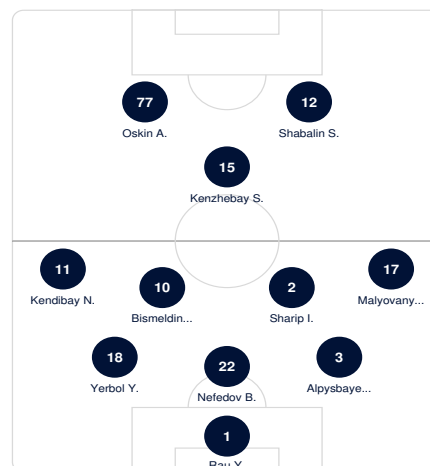 77
12
Oskin A.
Shabalin S.
15
Kenzhebay S.
11
17
Kendibay N.
Malyovany...
10
2
Bismeldin...
Sharip I.
18
22
3
Yerbol Y.
Nefedov B.
Alpysbaye...
1
Rau Y.